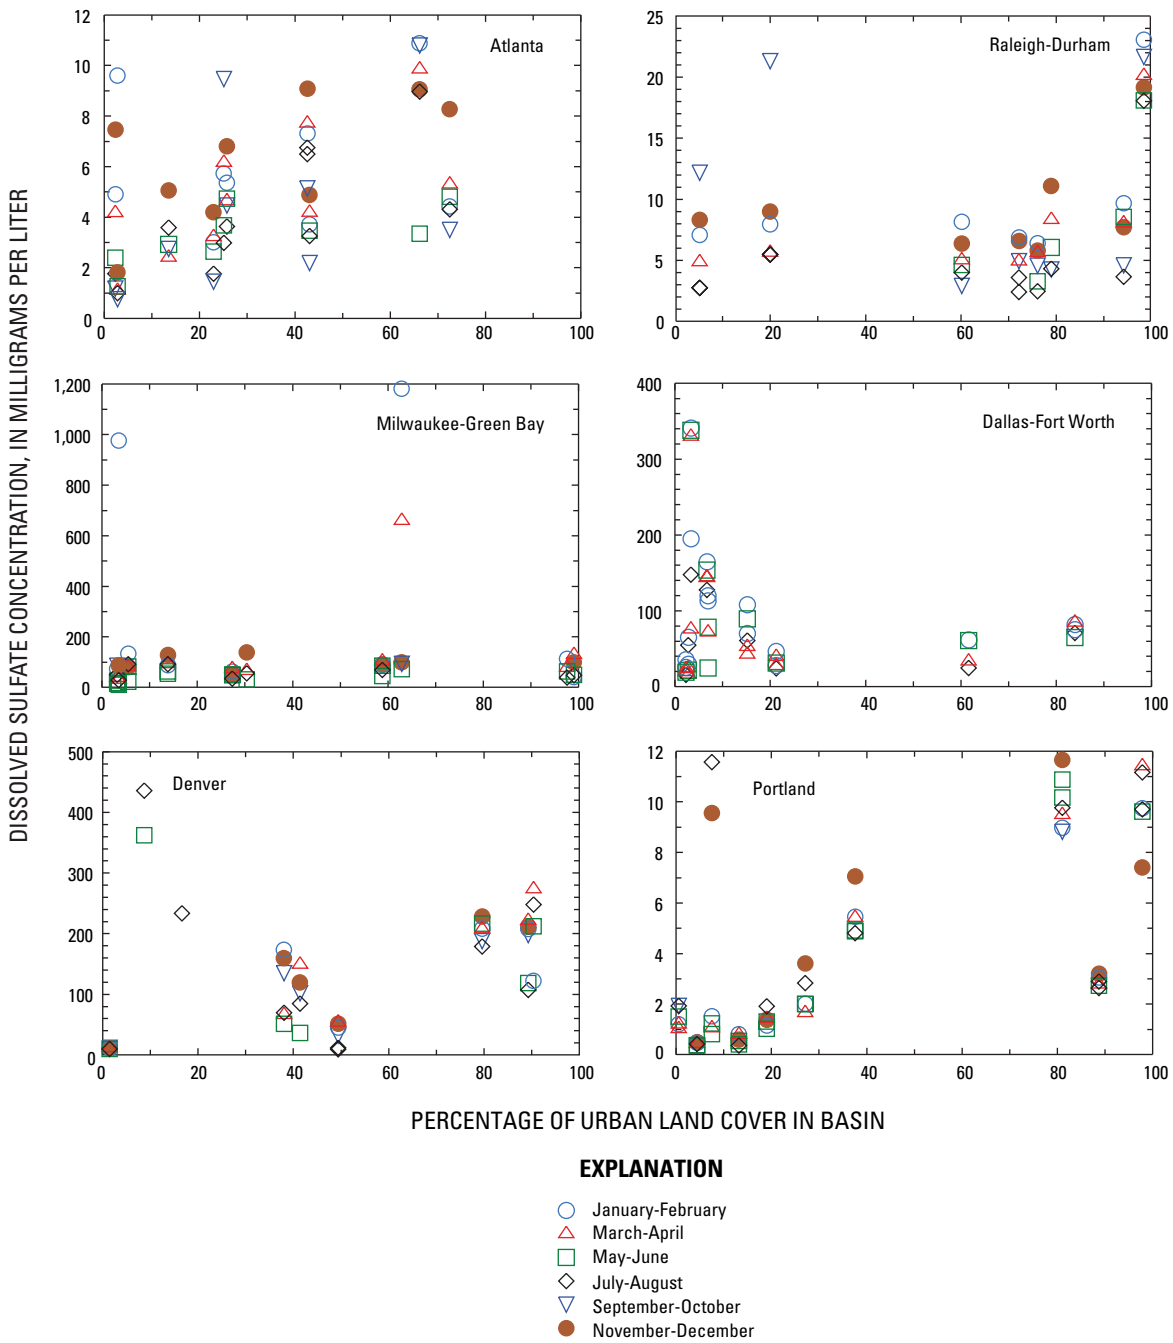 DISSOLVED SULFATE CONCENTRATION, IN MILLIGRAMS PER LITER
Atlanta
12
10
8
6
4
2
0
0 20 40 60 80 100
Raleigh-Durham
25
20
15
10
5
0
0 20 40 60 80 100
Milwaukee-Green Bay
1,200
1,000
800
600
400
200
0
0 20 40 60 80 100
Dallas-Fort Worth
400
300
200
100
0
0 20 40 60 80 100
Denver
500
400
300
200
100
0
0 20 40 60 80 100
Portland
12
10
8
6
4
2
0
0 20 40 60 80 100
PERCENTAGE OF URBAN LAND COVER IN BASIN
EXPLANATION
January-February
March-April
May-June
July-August
September-October
November-December